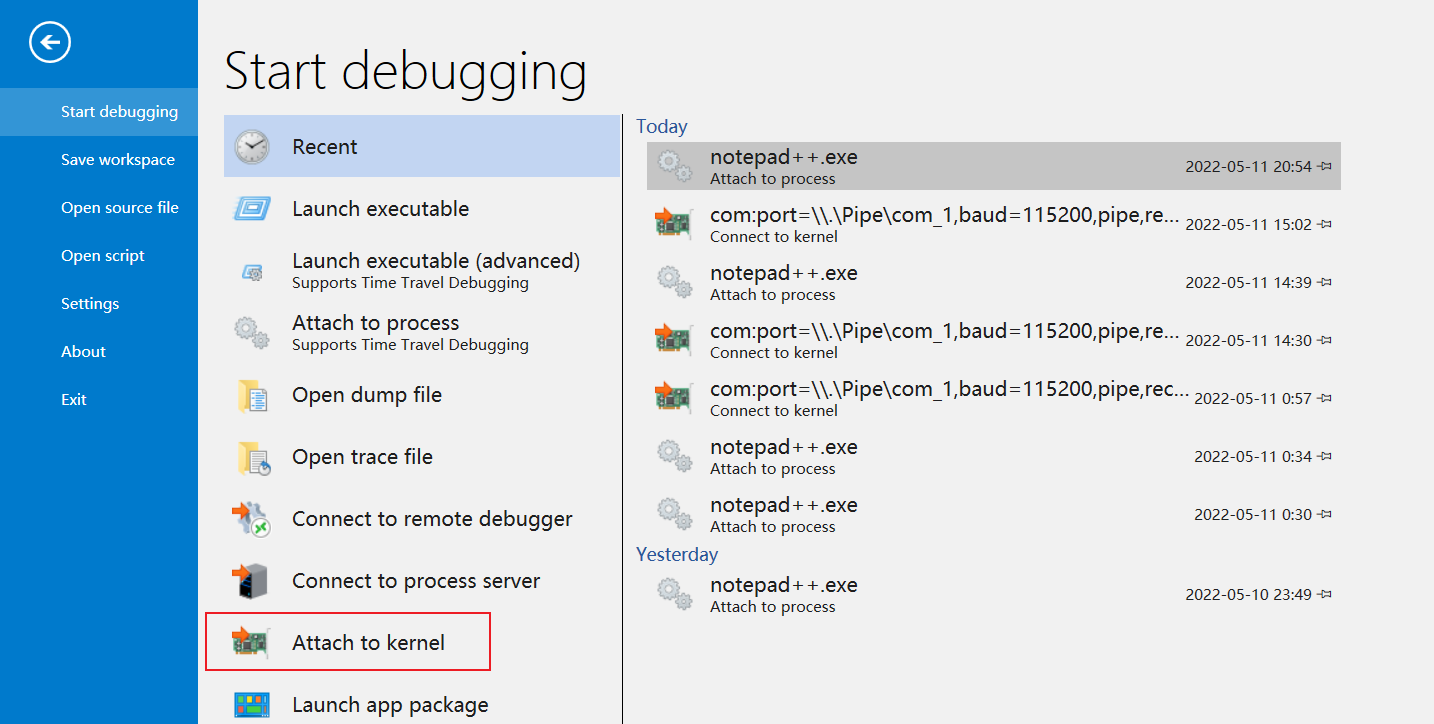 Start debugging
Save workspace
Open source file
Open script
Settings
About
Exit
Start debugging
Recent
Launch executable
Launch executable (advanced)
Supports Time Travel Debugging
Attach to process
Supports Time Travel Debugging
Open dump file
Open trace file
Connect to remote debugger
Connect to process server
Attach to kernel
Launch app package
Today
notepad++.exe
Attach to process
2022-05-11 20:54
com:port=\\.\Pipe\com_1,baud=115200,pipe,re...
Connect to kernel
2022-05-11 15:02
notepad++.exe
Attach to process
2022-05-11 14:39
com:port=\\.\Pipe\com_1,baud=115200,pipe,re...
Connect to kernel
2022-05-11 14:30
com:port=\\.\Pipe\com_1,baud=115200,pipe,rec...
Connect to kernel
2022-05-11 0:57
notepad++.exe
Attach to process
2022-05-11 0:34
notepad++.exe
Attach to process
2022-05-11 0:30
Yesterday
notepad++.exe
Attach to process
2022-05-10 23:49